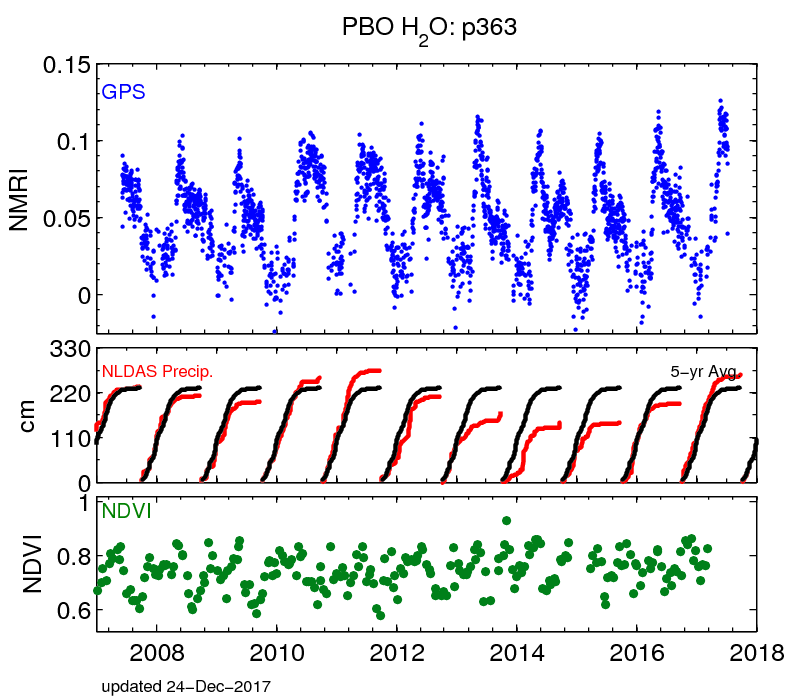 PBO H2O: p363
0.15
GPS
0.1
NMRI
0.05
0
330
NLDAS Precip.
5-yr Avg.
220
cm
110
0
1
NDVI
0.8
NDVI
0.6
2008 2010 2012 2014 2016 2018
updated 24-Dec-2017